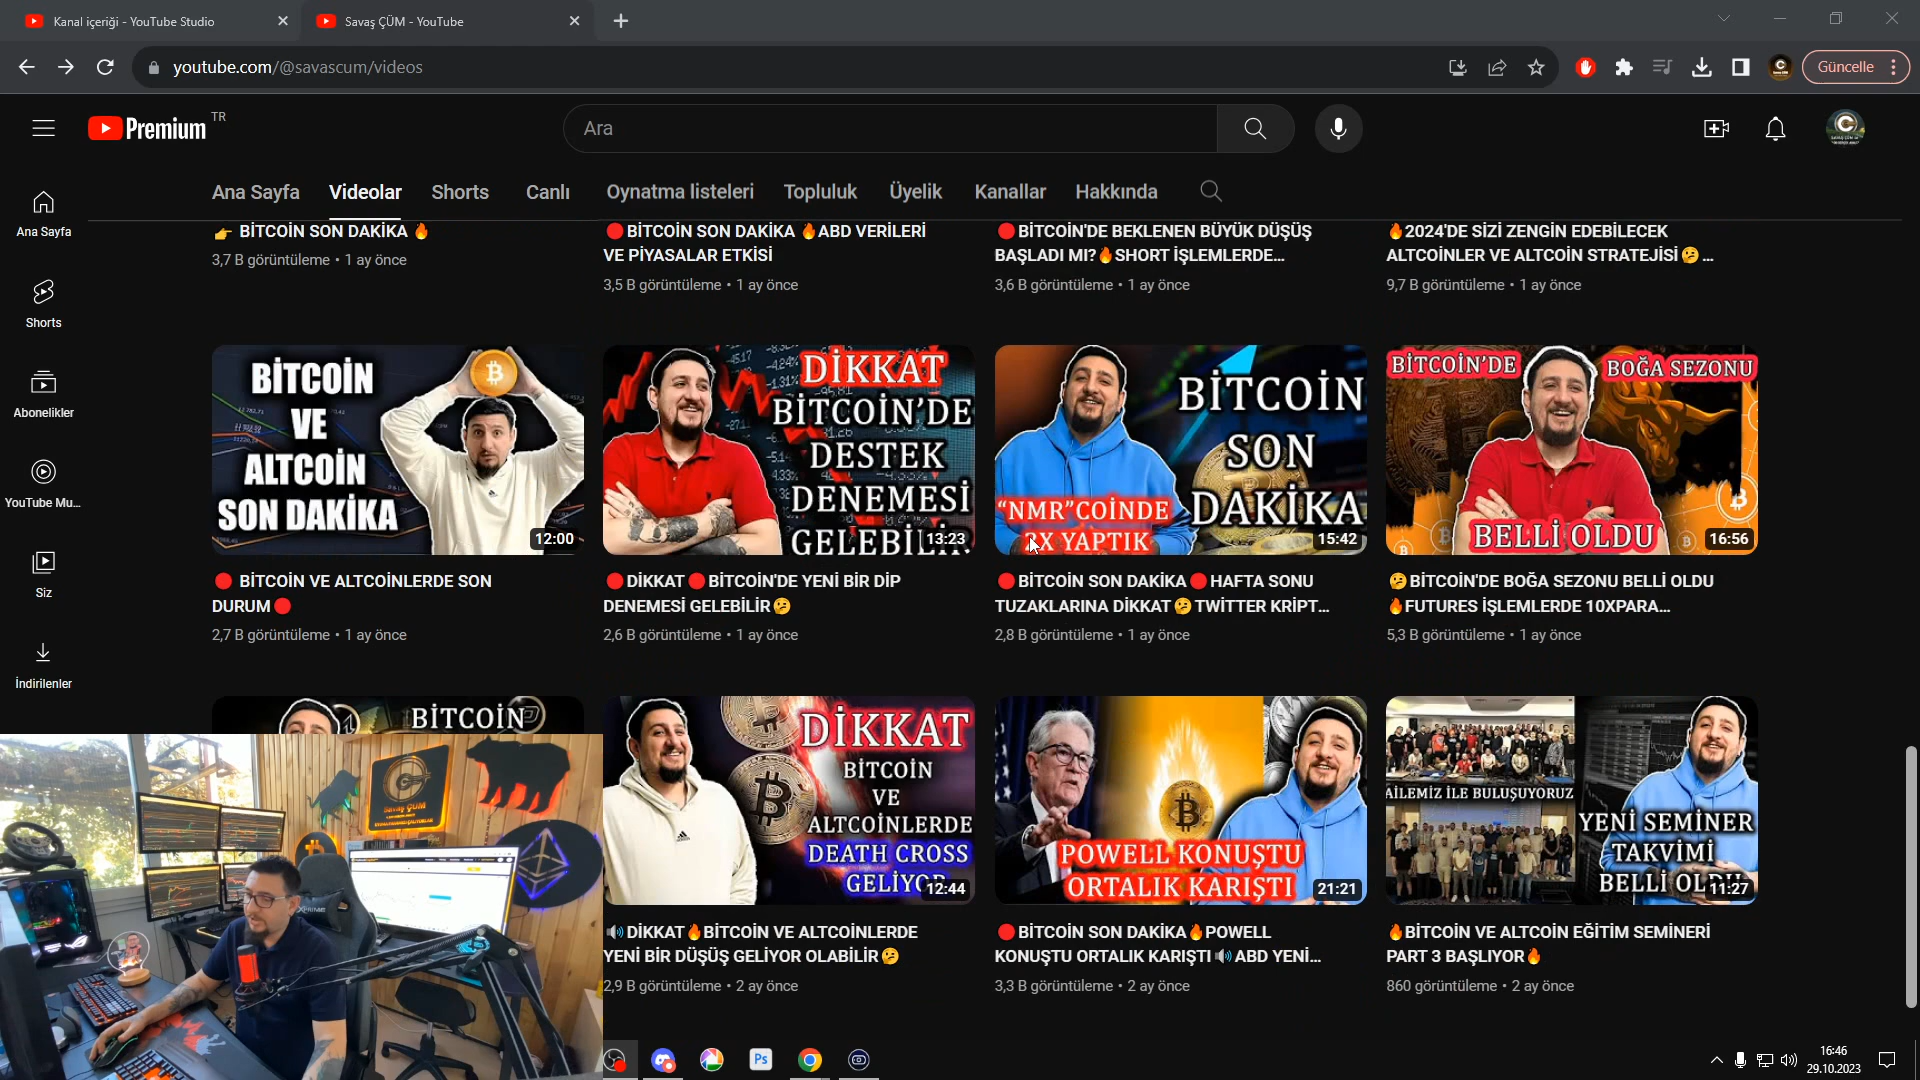 Kanal içeriği - YouTube Studio
Savaş ÇÜM - YouTube
youtube.com/@savascum/videos
Güncelle
Premium TR
Ara
Ana Sayfa
Videolar
Shorts
Canlı
Oynatma listeleri
Topluluk
Üyelik
Kanallar
Hakkında
Ana Sayfa
Shorts
Abonelikler
YouTube Mu...
Siz
İndirilenler
👉 BİTCOİN SON DAKİKA 🔥
3,7 B görüntüleme • 1 ay önce
🔴BİTCOİN SON DAKİKA 🔥ABD VERİLERİ
VE PİYASALAR ETKİSİ
3,5 B görüntüleme • 1 ay önce
🔴BİTCOİN'DE BEKLENEN BÜYÜK DÜŞÜŞ
BAŞLADI MI?🔥SHORT İŞLEMLERDE...
3,6 B görüntüleme • 1 ay önce
🔥2024'DE SİZİ ZENGİN EDEBİLECEK
ALTCOİNLER VE ALTCOİN STRATEJİSİ🤔 ...
9,7 B görüntüleme • 1 ay önce
BİTCOİN
VE
ALTCOİN
SON DAKİKA
12:00
DİKKAT
BİTCOİN'DE
DESTEK
DENEMESİ
GELEBİLİR
13:23
BİTCOİN
SON
DAKİKA
"NMR"COİNDE
YAPTIK
15:42
BİTCOİN'DE
BOĞA SEZONU
BELLİ OLDU
16:56
🔴 BİTCOİN VE ALTCOİNLERDE SON
DURUM🔴
2,7 B görüntüleme • 1 ay önce
🔴DİKKAT🔴BİTCOİN'DE YENİ BİR DİP
DENEMESİ GELEBİLİR🤔
2,6 B görüntüleme • 1 ay önce
🔴BİTCOİN SON DAKİKA🔴HAFTA SONU
TUZAKLARINA DİKKAT🤔TWİTTER KRİPT...
2,8 B görüntüleme • 1 ay önce
🤔BİTCOİN'DE BOĞA SEZONU BELLİ OLDU
🔥FUTURES İŞLEMLERDE 10XPARA...
5,3 B görüntüleme • 1 ay önce
BİTCOİN
DİKKAT
BİTCOİN
VE
ALTCOİNLERDE
DEATH CROSS
GELİYOR
12:44
POWELL KONUŞTU
ORTALIK KARIŞTI
21:21
AİLEMİZ İLE BULUŞUYORUZ
YENİ SEMİNER
TAKVİMİ
BELLİ OLDU
11:27
🔊DİKKAT🔥BİTCOİN VE ALTCOİNLERDE
YENİ BİR DÜŞÜŞ GELİYOR OLABİLİR🤔
2,9 B görüntüleme • 2 ay önce
🔴BİTCOİN SON DAKİKA🔥POWELL
KONUŞTU ORTALIK KARIŞTI🔊ABD YENİ...
3,3 B görüntüleme • 2 ay önce
🔥BİTCOİN VE ALTCOİN EĞİTİM SEMİNERİ
PART 3 BAŞLIYOR🔥
860 görüntüleme • 2 ay önce
Savaş ÇÜM
Ps
16:46
29.10.2023